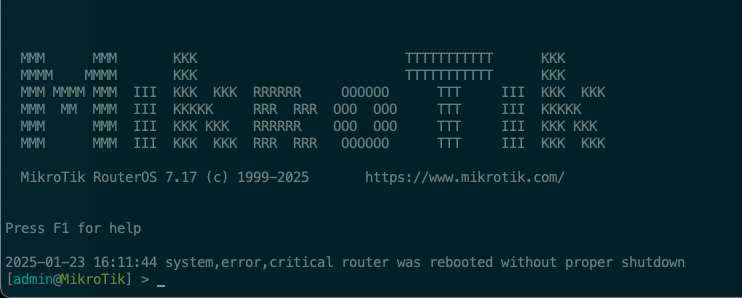 MMM      MMM       KKK                          TTTTTTTTTTT      KKK
MMMM    MMMM       KKK                          TTTTTTTTTTT      KKK
MMM MMMM MMM  III  KKK  KKK  RRRRRR     OOOOOO      TTT     III  KKK  KKK
MMM  MM  MMM  III  KKKKK     RRR  RRR  OOO  OOO     TTT     III  KKKKK
MMM      MMM  III  KKK KKK   RRRRRR    OOO  OOO     TTT     III  KKK KKK
MMM      MMM  III  KKK  KKK  RRR  RRR   OOOOOO      TTT     III  KKK  KKK
MikroTik RouterOS 7.17 (c) 1999-2025       https://www.mikrotik.com/
Press F1 for help
2025-01-23 16:11:44 system,error,critical router was rebooted without proper shutdown
[admin@MikroTik] > _